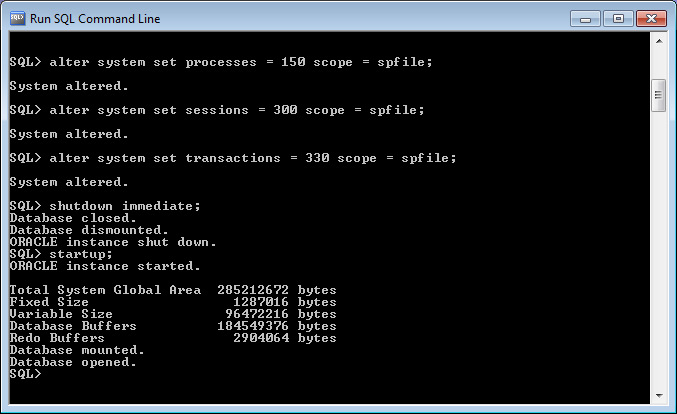 SQL> Run SQL Command Line
SQL> alter system set processes = 150 scope = spfile;
System altered.
SQL> alter system set sessions = 300 scope = spfile;
System altered.
SQL> alter system set transactions = 330 scope = spfile;
System altered.
SQL> shutdown immediate;
Database closed.
Database dismounted.
ORACLE instance shut down.
SQL> startup;
ORACLE instance started.
Total System Global Area  285212672 bytes
Fixed Size                  1287016 bytes
Variable Size              96472216 bytes
Database Buffers          184549376 bytes
Redo Buffers                2904064 bytes
Database mounted.
Database opened.
SQL>